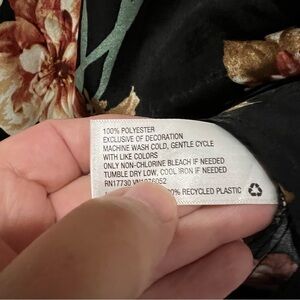 100% POLYESTER
EXCLUSIVE OF DECORATION
MACHINE WASH COLD, GENTLE CYCLE
WITH LIKE COLORS
ONLY NON-CHLORINE BLEACH IF NEEDED
TUMBLE DRY LOW, COOL IRON IF NEEDED
RN17730
RECYCLED PLASTIC